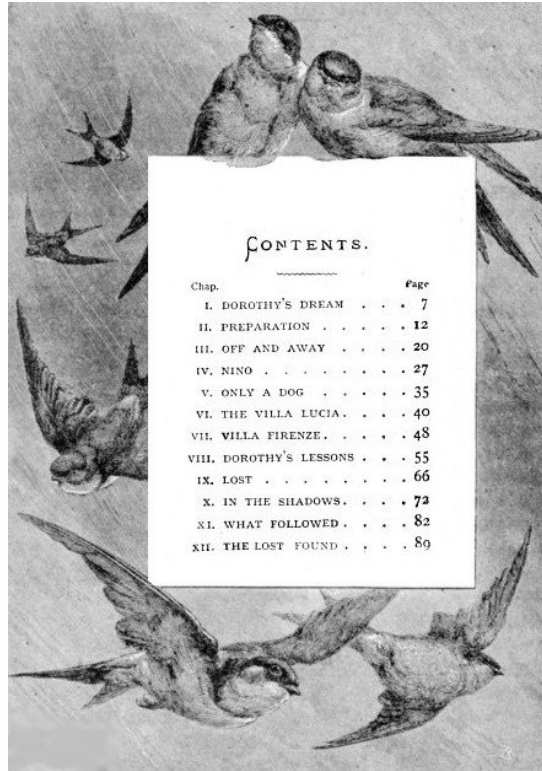 CONTENTS.
Chap. Page
I. DOROTHY'S DREAM . . . 7
II. PREPARATION . . . . . 12
III. OFF AND AWAY . . . . 20
IV. NINO . . . . . . . . 27
V. ONLY A DOG . . . . . 35
VI. THE VILLA LUCIA . . . . 40
VII. VILLA FIRENZE . . . . . 48
VIII. DOROTHY'S LESSONS . . . 55
IX. LOST . . . . . . . . 66
X. IN THE SHADOWS . . . . 72
XI. WHAT FOLLOWED . . . . 82
XII. THE LOST FOUND . . . . 89